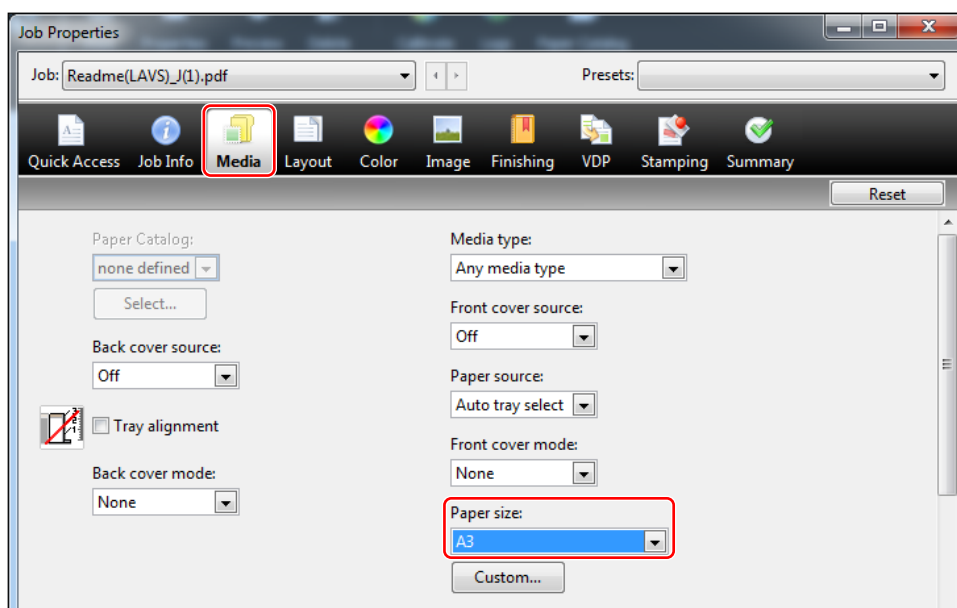 Job Properties
Job: Readme(LAVS)_J(1).pdf Presets:
Quick Access Job Info Media Layout Color Image Finishing VDP Stamping Summary
Reset
Paper Catalog:
none defined
Select...
Back cover source:
Off
Tray alignment
Back cover mode:
None
Media type:
Any media type
Front cover source:
Off
Paper source:
Auto tray select
Front cover mode:
None
Paper size:
A3
Custom...